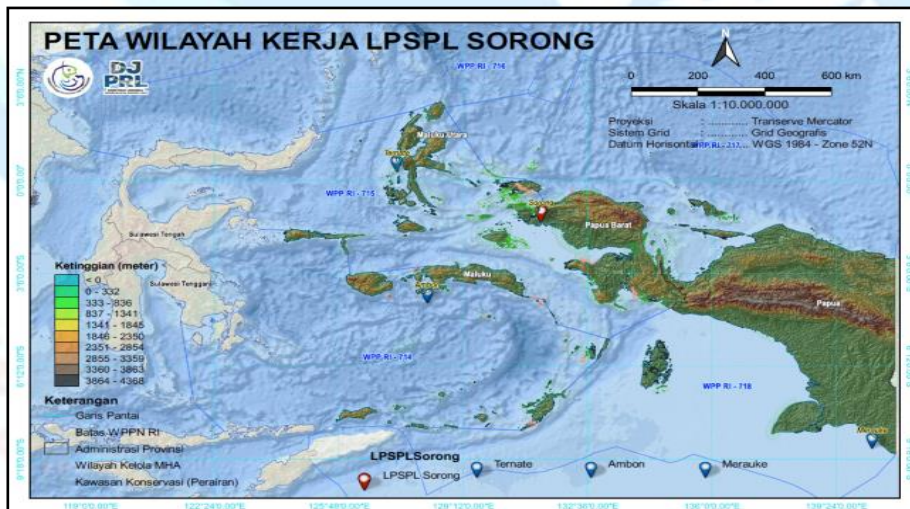 PETA WILAYAH KERJA LPSPL SORONG
DJ
PRL
N
0 200 400 600 km
Skala 1:10.000.000
Proyeksi : ............ Transerve Mercator
Sistem Grid : ............ Grid Geografis
Datum Horisontal WGS 1984 - Zone 52N
WPP RI - 716
WPP RI - 717
Maluku Utara
Ternate
WPP RI - 715
Sorong
Papua Barat
Sulawesi Tengah
Sulawesi Tenggara
Maluku
Ambon
Papua
WPP RI - 714
WPP RI - 718
Merauke
Ketinggian (meter)
< 0
0 - 332
333 - 836
837 - 1341
1341 - 1845
1846 - 2350
2351 - 2854
2855 - 3359
3360 - 3863
3864 - 4368
Keterangan
Garis Pantai
Batas WPPN RI
Administrasi Provinsi
Wilayah Kelola MHA
Kawasan Konservasi (Perairan)
LPSPLSorong
LPSPL Sorong
Ternate
Ambon
Merauke
119°0'0.00"E 122°24'0.00"E 125°48'0.00"E 129°12'0.00"E 132°36'0.00"E 136°0'0.00"E 139°24'0.00"E